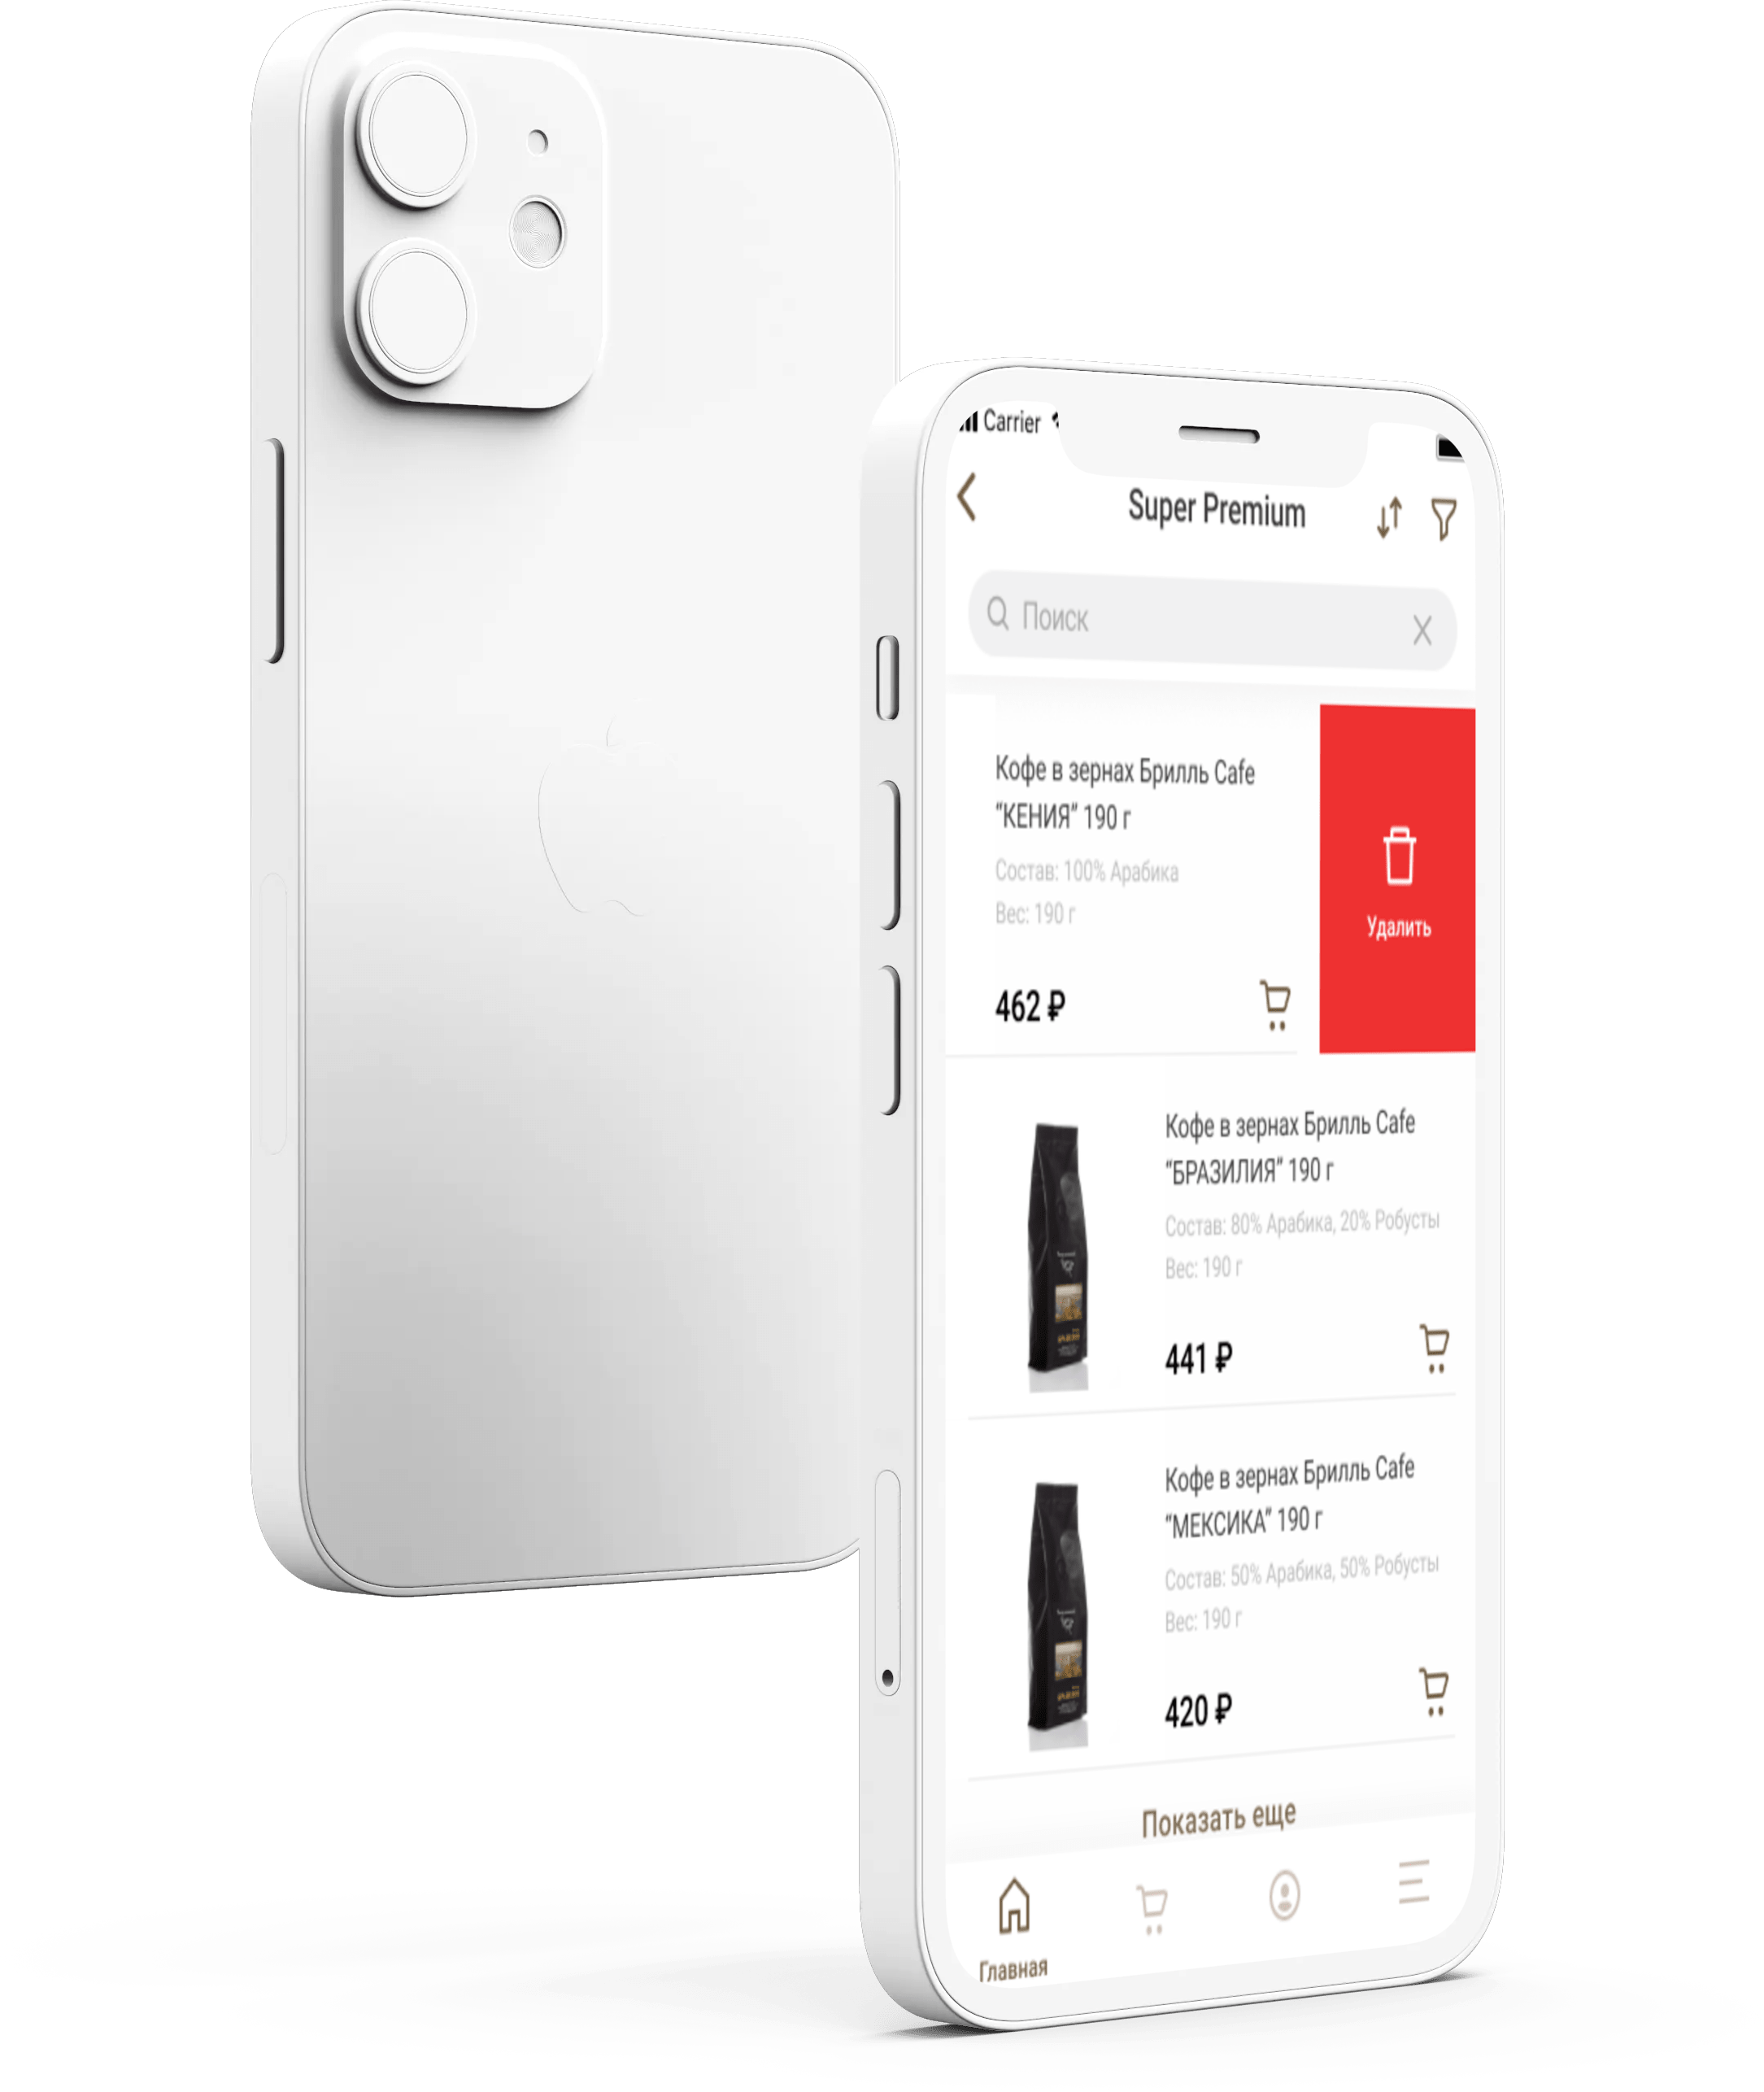 Carrier
Super Premium
Поиск
Кофе в зернах Брилль Cafe
“КЕНИЯ” 190 г
Состав: 100% Арабика
Вес: 190 г
462 ₽
Удалить
Кофе в зернах Брилль Cafe
“БРАЗИЛИЯ” 190 г
Состав: 80% Арабика, 20% Робусты
Вес: 190 г
441 ₽
Кофе в зернах Брилль Cafe
“МЕКСИКА” 190 г
Состав: 50% Арабика, 50% Робусты
Вес: 190 г
420 ₽
Показать еще
Главная